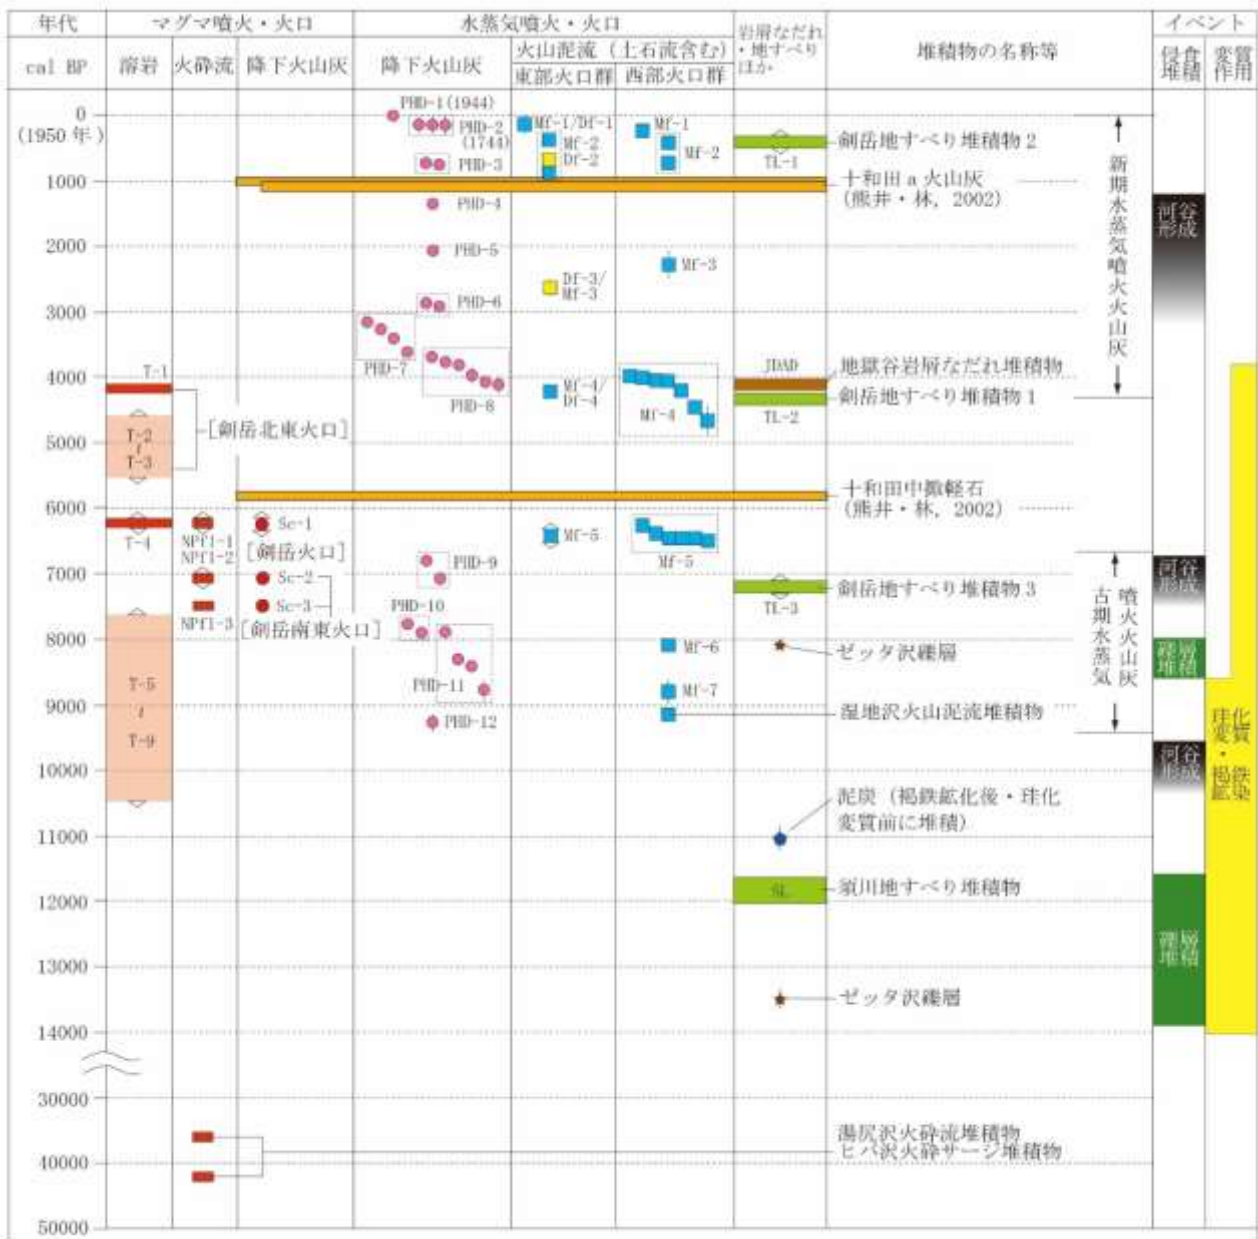 年代
マグマ噴火・火口
水蒸気噴火・火口
岩屑なだれ
・地すべり
ほか
堆積物の名称等
イベント
cal BP
溶岩
火砕流
降下火山灰
降下火山灰
火山泥流（土石流含む）
東部火口群
西部火口群
侵食
堆積
変質
作用
0
(1950 年)
1000
2000
3000
4000
5000
6000
7000
8000
9000
10000
11000
12000
13000
14000
30000
40000
50000
T-1
T-2
≀
T-3
T-4
T-5
≀
T-9
[剣岳北東火口]
NPfl-1
NPfl-2
NPfl-3
Sc-1
[剣岳火口]
Sc-2
Sc-3
[剣岳南東火口]
PHD-1(1944)
PHD-2
(1744)
PHD-3
PHD-4
PHD-5
PHD-6
PHD-7
PHD-8
PHD-9
PHD-10
PHD-11
PHD-12
Mf-1/Df-1
Mf-2
Df-2
Df-3/
Mf-3
Mf-4/
Df-4
Mf-5
Mf-1
Mf-2
Mf-3
Mf-4
Mf-5
Mf-6
Mf-7
TL-1
JDAD
TL-2
TL-3
SL
剣岳地すべり堆積物 2
十和田 a 火山灰
(熊井・林, 2002)
地獄谷岩屑なだれ堆積物
剣岳地すべり堆積物 1
十和田中掫軽石
(熊井・林, 2002)
剣岳地すべり堆積物 3
ゼッタ沢礫層
湿地沢火山泥流堆積物
泥炭（褐鉄鉱化後・珪化
変質前に堆積）
須川地すべり堆積物
ゼッタ沢礫層
湯尻沢火砕流堆積物
ヒバ沢火砕サージ堆積物
新期水蒸気噴火火山灰
古期水蒸気
噴火火山灰
河谷
形成
河谷
形成
礫層
堆積
河谷
形成
礫層
堆積
珪化
変質
・
褐鉄
鉱染